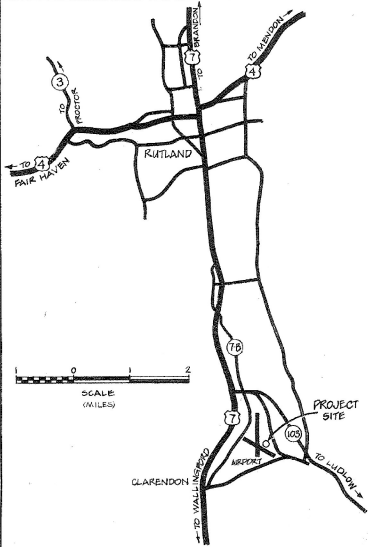 TO BRANDON
7
TO MENDON
4
3
TO PROCTOR
TO
4
FAIR HAVEN
RUTLAND
7B
1 0 1 2
SCALE
(MILES)
7
PROJECT
SITE
103
AIRPORT
TO LUDLOW
CLARENDON
TO WALLINGFORD